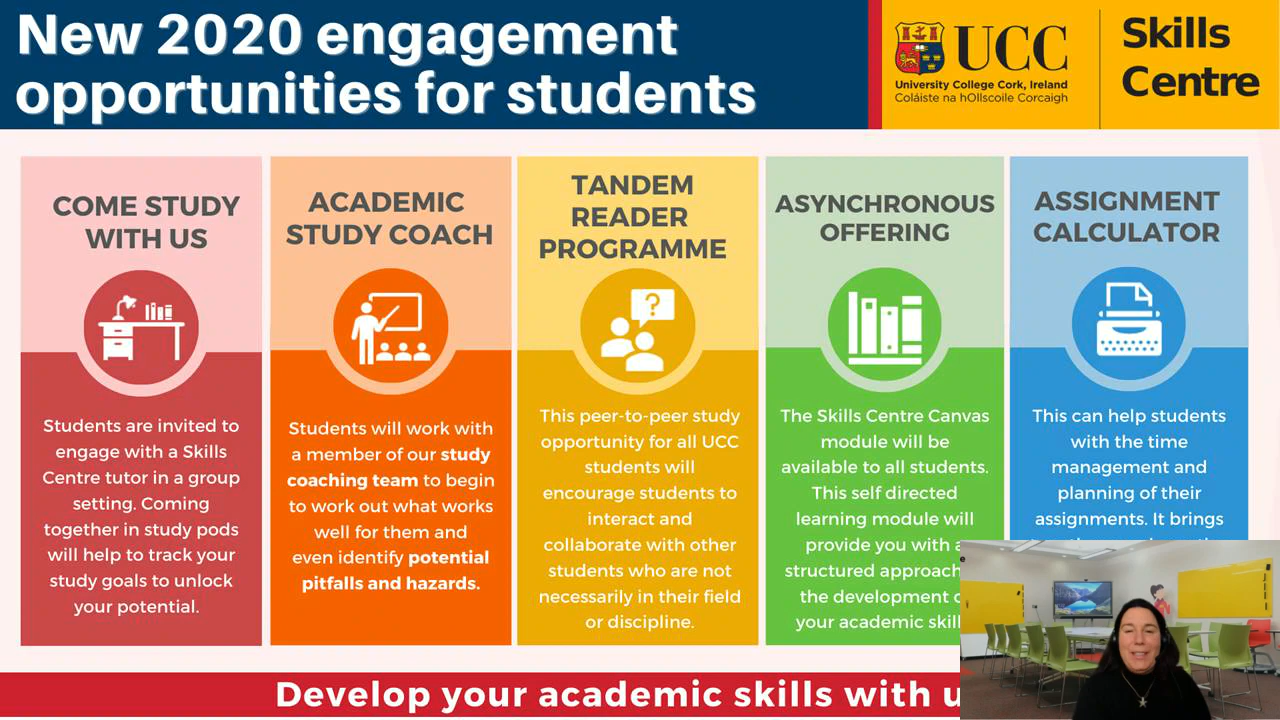 New 2020 engagement
opportunities for students
UCC
University College Cork, Ireland
Coláiste na hOllscoile Corcaigh
Skills
Centre
COME STUDY
WITH US
Students are invited to
engage with a Skills
Centre tutor in a group
setting. Coming
together in study pods
will help to track your
study goals to unlock
your potential.
ACADEMIC
STUDY COACH
Students will work with
a member of our study
coaching team to begin
to work out what works
well for them and
even identify potential
pitfalls and hazards.
TANDEM
READER
PROGRAMME
?
This peer-to-peer study
opportunity for all UCC
students will
encourage students to
interact and
collaborate with other
students who are not
necessarily in their field
or discipline.
ASYNCHRONOUS
OFFERING
The Skills Centre Canvas
module will be
available to all students.
This self directed
learning module will
provide you with a
structured approach
the development
your academic
ASSIGNMENT
CALCULATOR
This can help students
with the time
management and
planning of their
assignments. It brings
Develop your academic skills with